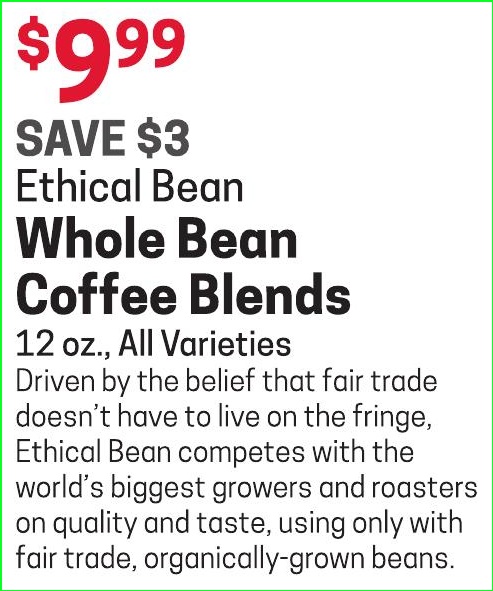 $9.99
SAVE $3
Ethical Bean
Whole Bean
Coffee Blends
12 oz., All Varieties
Driven by the belief that fair trade
doesn't have to live on the fringe,
Ethical Bean competes with the
world's biggest growers and roasters
on quality and taste, using only with
fair trade, organically-grown beans.